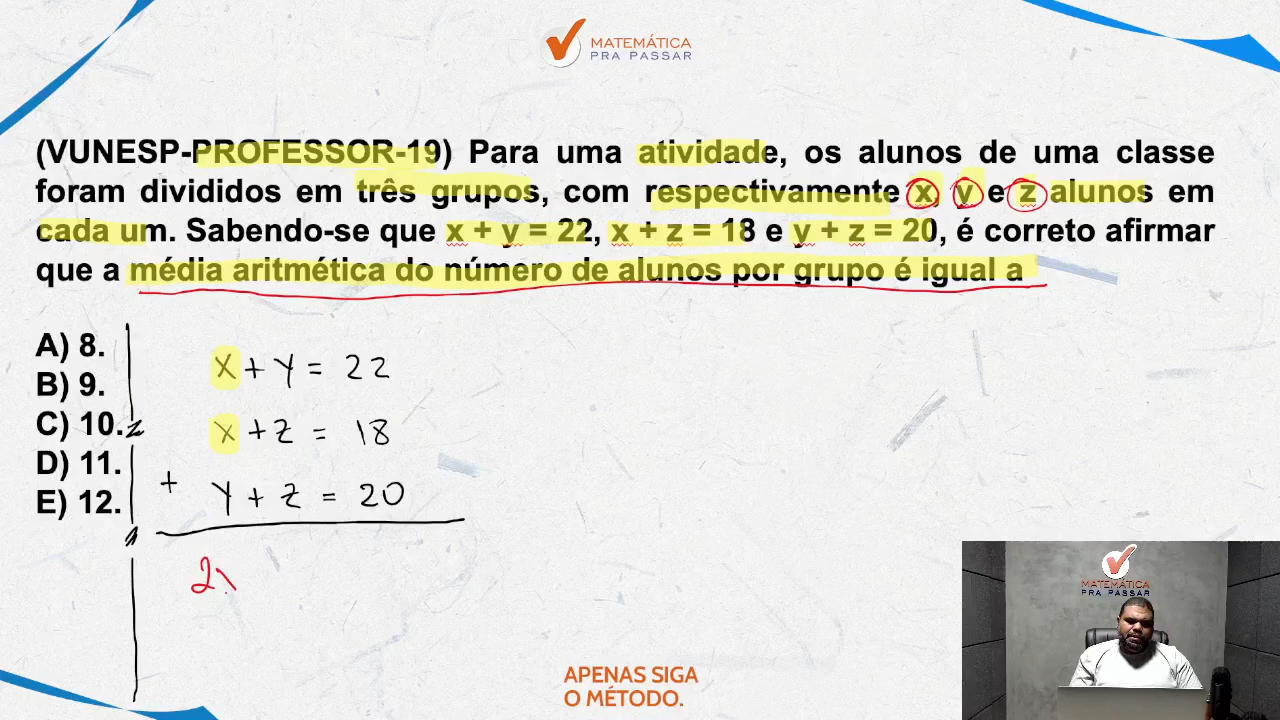 MATEMÁTICA
PRA PASSAR
(VUNESP-PROFESSOR-19) Para uma atividade, os alunos de uma classe
foram divididos em três grupos, com respectivamente x, y e z alunos em
cada um. Sabendo-se que x + y = 22, x + z = 18 e y + z = 20, é correto afirmar
que a média aritmética do número de alunos por grupo é igual a
A) 8.
B) 9.
C) 10.
D) 11.
E) 12.
X + Y = 22
X + Z = 18
+ Y + Z = 20
MATEMÁTICA
PRA PASSAR
APENAS SIGA
O MÉTODO.